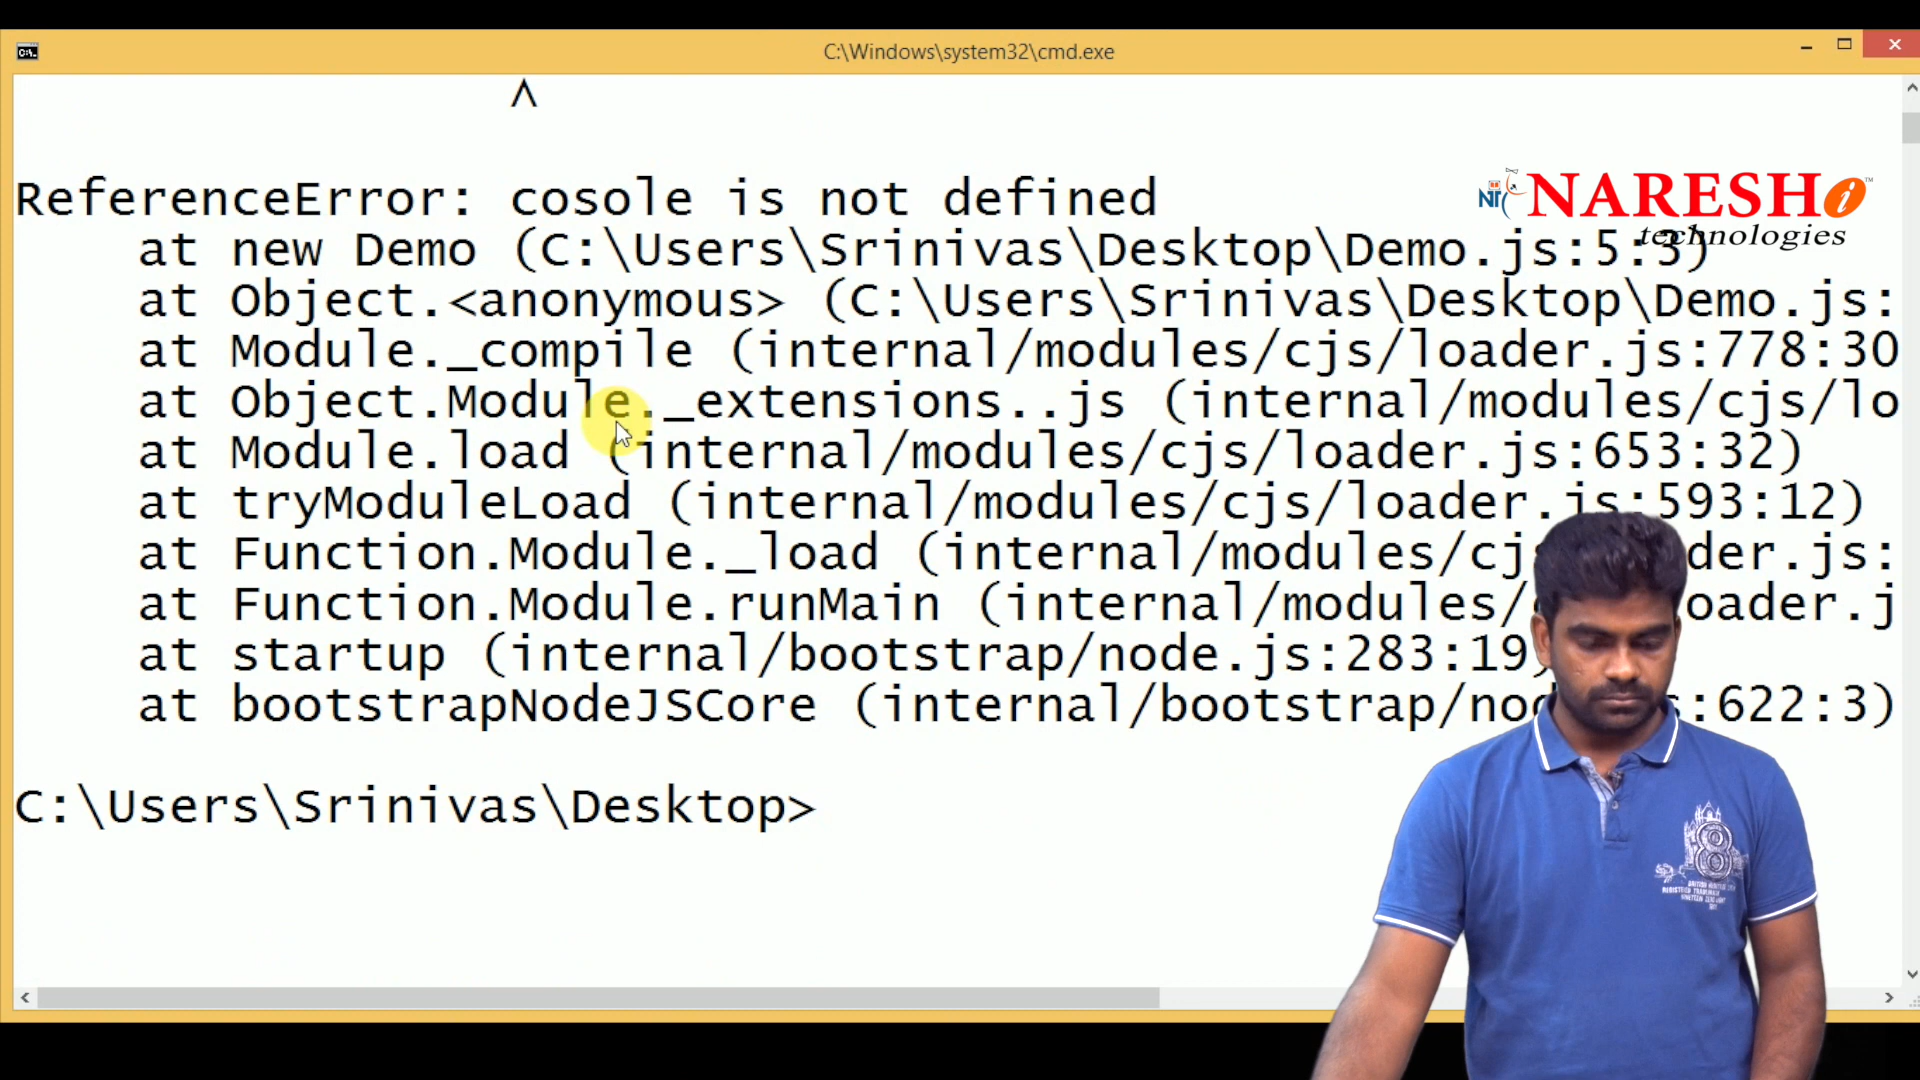 C:\Windows\system32\cmd.exe
^
ReferenceError: cosole is not defined
NARESH i ™
technologies
at new Demo (C:\Users\Srinivas\Desktop\Demo.js:5:3)
at Object.<anonymous> (C:\Users\Srinivas\Desktop\Demo.js:
at Module._compile (internal/modules/cjs/loader.js:778:30
at Object.Module._extensions..js (internal/modules/cjs/lo
at Module.load (internal/modules/cjs/loader.js:653:32)
at tryModuleLoad (internal/modules/cjs/loader.js:593:12)
at Function.Module._load (internal/modules/cjs der.js:
at Function.Module.runMain (internal/modules/ oader.j
at startup (internal/bootstrap/node.js:283:19)
at bootstrapNodeJSCore (internal/bootstrap/no s:622:3)
C:\Users\Srinivas\Desktop>
8